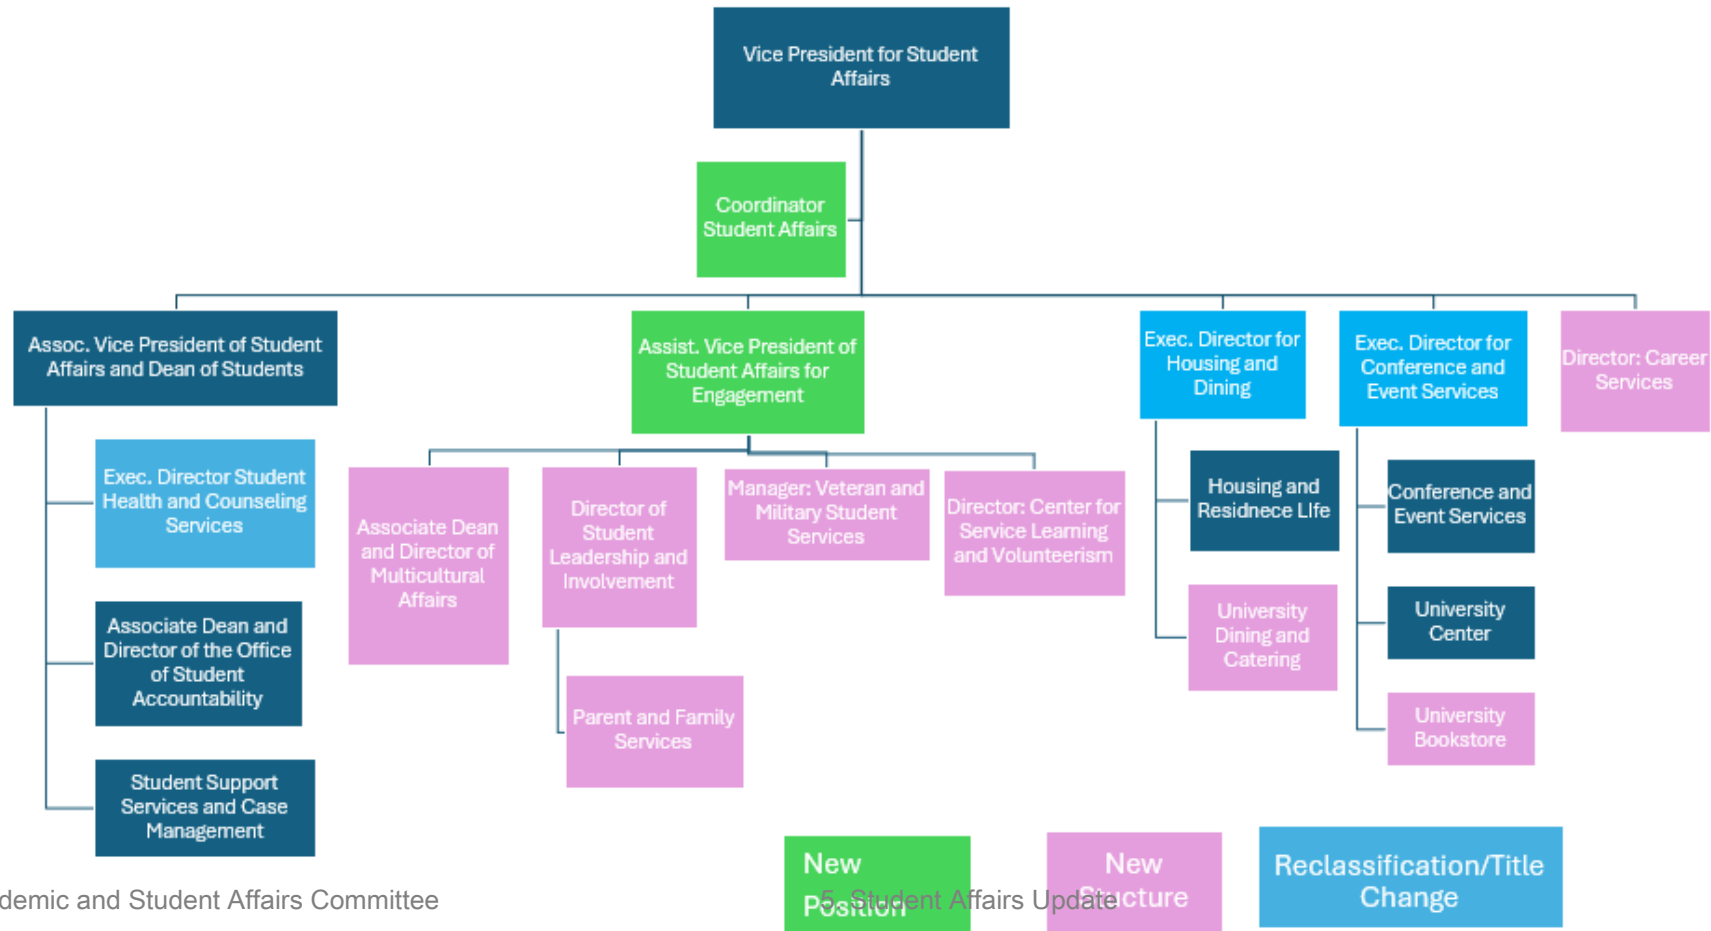 Vice President for Student
Affairs
Coordinator
Student Affairs
Assoc. Vice President of Student
Affairs and Dean of Students
Assist. Vice President of
Student Affairs for
Engagement
Exec. Director for
Housing and
Dining
Exec. Director for
Conference and
Event Services
Director: Career
Services
Exec. Director Student
Health and Counseling
Services
Associate Dean and
Director of the Office
of Student
Accountability
Student Support
Services and Case
Management
Associate Dean
and Director of
Multicultural
Affairs
Director of
Student
Leadership and
Involvement
Parent and Family
Services
Manager: Veteran and
Military Student
Services
Director: Center for
Service Learning
and Volunteerism
Housing and
Residnece LIfe
University
Dining and
Catering
Conference and
Event Services
University
Center
University
Bookstore
New
Position
New
Stucture
Reclassification/Title
Change
demic and Student Affairs Committee
5. Student Affairs Update